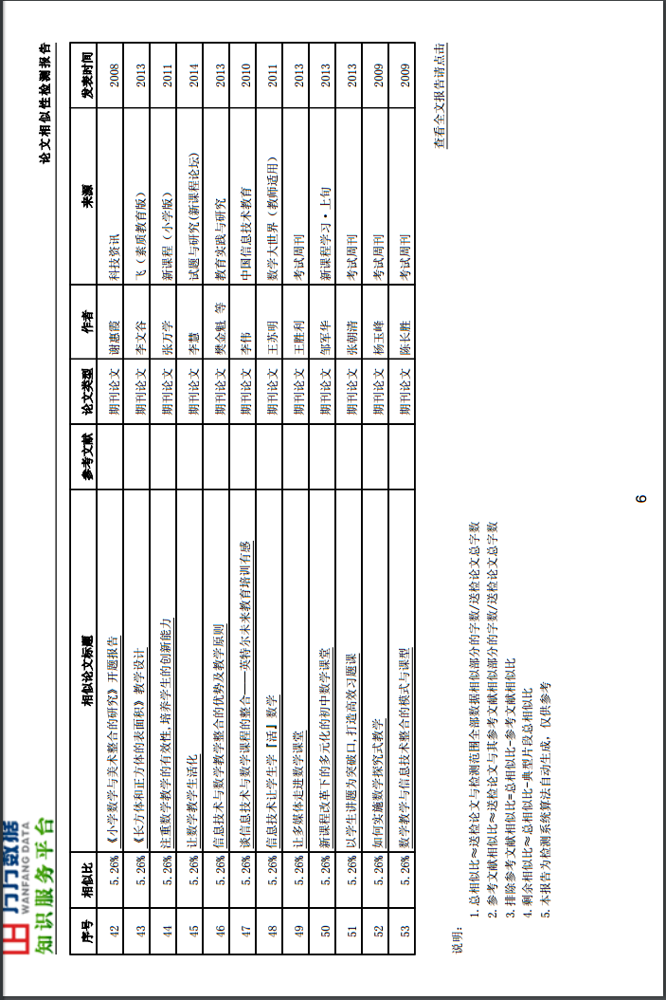 万方数据
WANFANG DATA
知识服务平台
论文相似性检测报告
序号 相似比 相似论文标题 参考文献 论文类型 作者 来源 发表时间
42 5.26% 《小学数学与美术整合的研究》开题报告 期刊论文 谢惠霞 科技资讯 2008
43 5.26% 《长方体和正方体的表面积》教学设计 期刊论文 李文谷 飞（素质教育版） 2013
44 5.26% 注重数学教学的有效性,培养学生的创新能力 期刊论文 张万学 新课程（小学版） 2011
45 5.26% 让数学教学生活化 期刊论文 李慧 试题与研究(新课程论坛) 2014
46 5.26% 信息技术与数学教学整合的优势及教学原则 期刊论文 樊金魁 等 教育实践与研究 2013
47 5.26% 谈信息技术与数学课程的整合——英特尔未来教育培训有感 期刊论文 李伟 中国信息技术教育 2010
48 5.26% 信息技术让学生学『活』数学 期刊论文 王苏明 数学大世界（教师适用） 2011
49 5.26% 让多媒体走进数学课堂 期刊论文 王胜利 考试周刊 2013
50 5.26% 新课程改革下的多元化的初中数学课堂 期刊论文 邹军华 新课程学习·上旬 2013
51 5.26% 以学生讲题为突破口,打造高效习题课 期刊论文 张朝清 考试周刊 2013
52 5.26% 如何实施数学探究式教学 期刊论文 杨玉峰 考试周刊 2009
53 5.26% 数学教学与信息技术整合的模式与课型 期刊论文 陈长胜 考试周刊 2009
查看全文报告请点击
说明：
1. 总相似比≈送检论文与检测范围全部数据相似部分的字数/送检论文总字数
2. 参考文献相似比≈送检论文与其参考文献相似部分的字数/送检论文总字数
3. 排除参考文献相似比=总相似比-参考文献相似比
4. 剩余相似比≈总相似比-典型片段总相似比
5. 本报告为检测系统算法自动生成，仅供参考
6